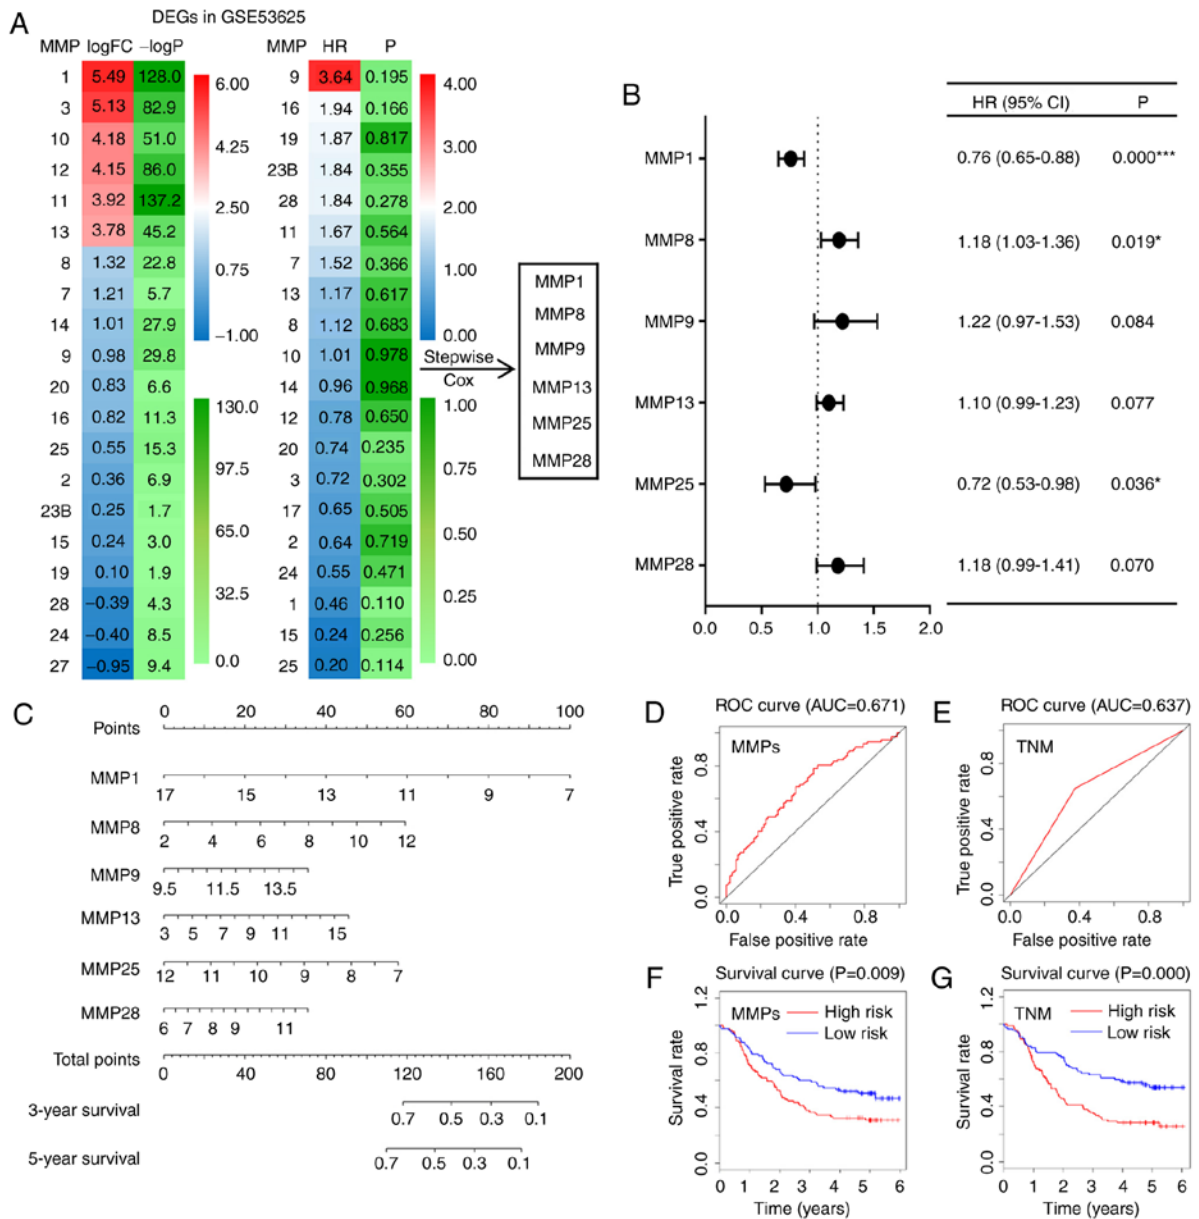 A
DEGs in GSE53625
MMP logFC −logP
1 5.49 128.0
3 5.13 82.9
10 4.18 51.0
12 4.15 86.0
11 3.92 137.2
13 3.78 45.2
8 1.32 22.8
7 1.21 5.7
14 1.01 27.9
9 0.98 29.8
20 0.83 6.6
16 0.82 11.3
25 0.55 15.3
2 0.36 6.9
23B 0.25 1.7
15 0.24 3.0
19 0.10 1.9
28 −0.39 4.3
24 −0.40 8.5
27 −0.95 9.4
6.00
4.25
2.50
0.75
−1.00
130.0
97.5
65.0
32.5
0.0
MMP HR P
9 3.64 0.195
16 1.94 0.166
19 1.87 0.817
23B 1.84 0.355
28 1.84 0.278
11 1.67 0.564
7 1.52 0.366
13 1.17 0.617
8 1.12 0.683
10 1.01 0.978
14 0.96 0.968
12 0.78 0.650
20 0.74 0.235
3 0.72 0.302
17 0.65 0.505
2 0.64 0.719
24 0.55 0.471
1 0.46 0.110
15 0.24 0.256
25 0.20 0.114
4.00
3.00
2.00
1.00
0.00
1.00
0.75
0.50
0.25
0.00
Stepwise
Cox
MMP1
MMP8
MMP9
MMP13
MMP25
MMP28
B
HR (95% CI) P
MMP1 0.76 (0.65-0.88) 0.000***
MMP8 1.18 (1.03-1.36) 0.019*
MMP9 1.22 (0.97-1.53) 0.084
MMP13 1.10 (0.99-1.23) 0.077
MMP25 0.72 (0.53-0.98) 0.036*
MMP28 1.18 (0.99-1.41) 0.070
0.0 0.5 1.0 1.5 2.0
C
0 20 40 60 80 100
Points
MMP1
17 15 13 11 9 7
MMP8
2 4 6 8 10 12
MMP9
9.5 11.5 13.5
MMP13
3 5 7 9 11 15
MMP25
12 11 10 9 8 7
MMP28
6 7 8 9 11
Total points
0 40 80 120 160 200
3-year survival
0.7 0.5 0.3 0.1
5-year survival
0.7 0.5 0.3 0.1
D
ROC curve (AUC=0.671)
MMPs
True positive rate
0.0 0.4 0.8
0.0 0.4 0.8
False positive rate
E
ROC curve (AUC=0.637)
TNM
True positive rate
0.0 0.4 0.8
0.0 0.4 0.8
False positive rate
F
Survival curve (P=0.009)
MMPs
High risk
Low risk
Survival rate
0.0 0.4 0.8 1.2
0 1 2 3 4 5 6
Time (years)
G
Survival curve (P=0.000)
TNM
High risk
Low risk
Survival rate
0.0 0.4 0.8 1.2
0 1 2 3 4 5 6
Time (years)